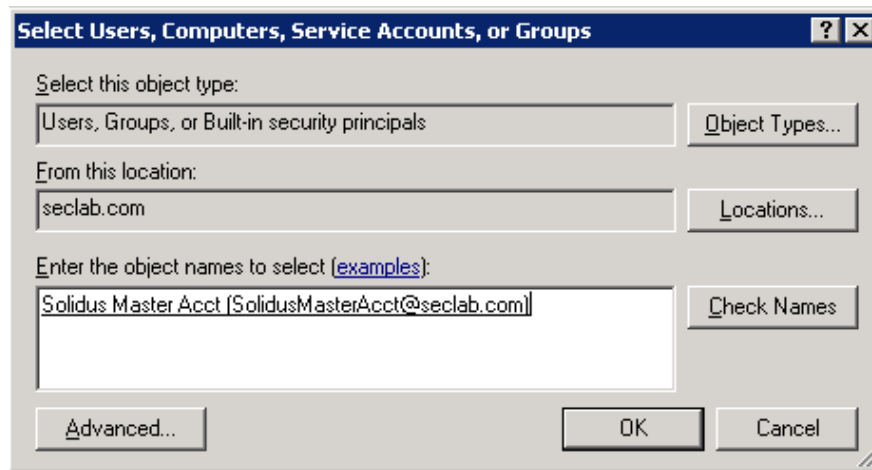 Select Users, Computers, Service Accounts, or Groups
Select this object type:
Users, Groups, or Built-in security principals
Object Types...
From this location:
seclab.com
Locations...
Enter the object names to select (examples):
Solidus Master Acct (SolidusMasterAcct@seclab.com)
Check Names
Advanced...
OK
Cancel